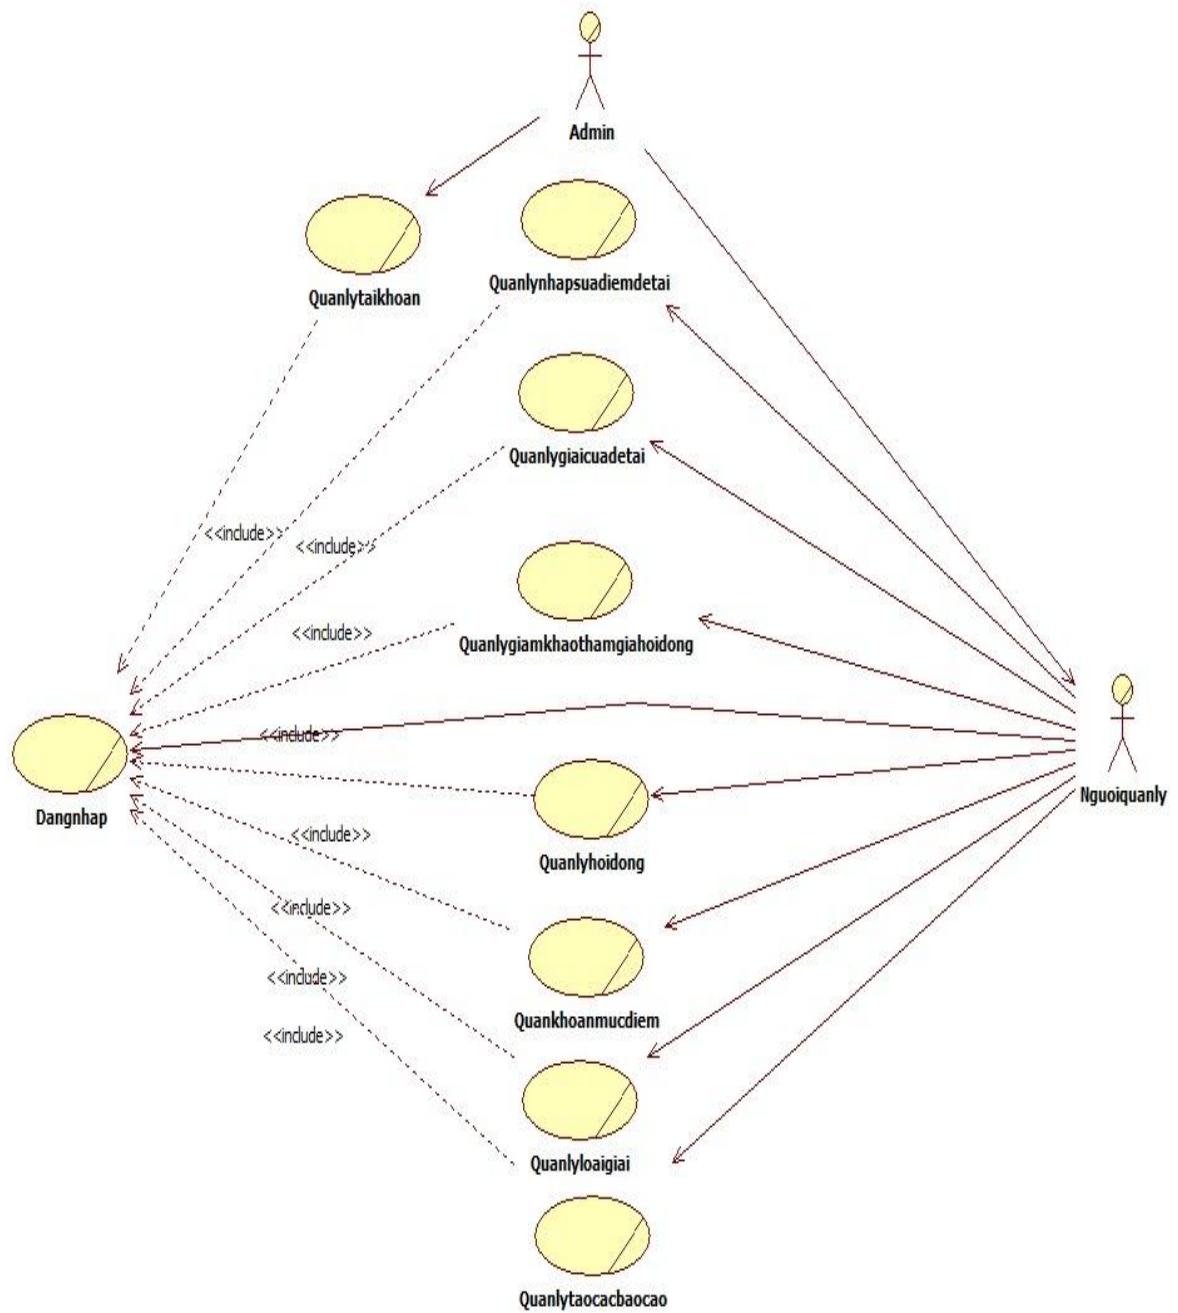 Admin
Quanlytaikhoan
Quanlynhapsuadiemdetai
Quanlygiaicuadetai
<<include>>
<<include>>
<<include>>
Quanlygiamkhaothamgiahoidong
<<include>>
Dangnhap
Nguoiquanly
<<include>>
Quanlyhoidong
<<include>>
<<include>>
Quankhoanmucdiem
<<include>>
Quanlyloaigiai
Quanlytaocacbaocao